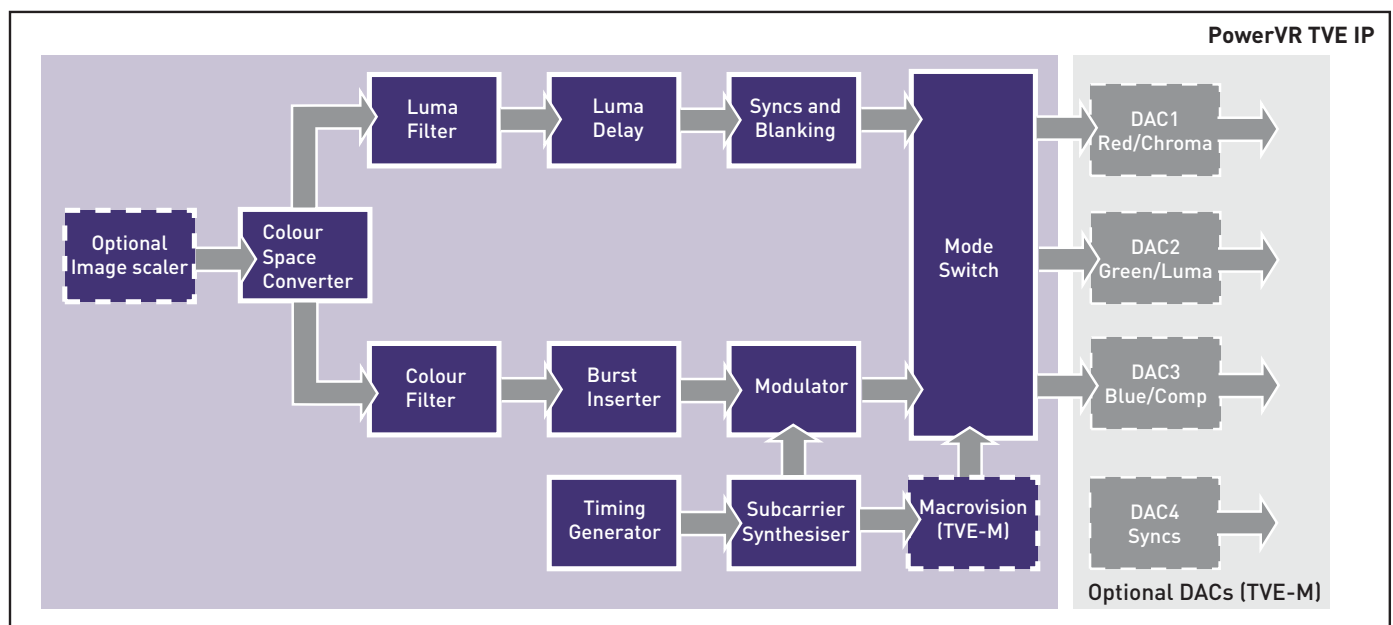 PowerVR TVE IP
Luma
Filter
Luma
Delay
Syncs and
Blanking
DAC1
Red/Chroma
Optional
Image scaler
Colour
Space
Converter
Mode
Switch
DAC2
Green/Luma
Colour
Filter
Burst
Inserter
Modulator
DAC3
Blue/Comp
Timing
Generator
Subcarrier
Synthesiser
Macrovision
(TVE-M)
DAC4
Syncs
Optional DACs (TVE-M)